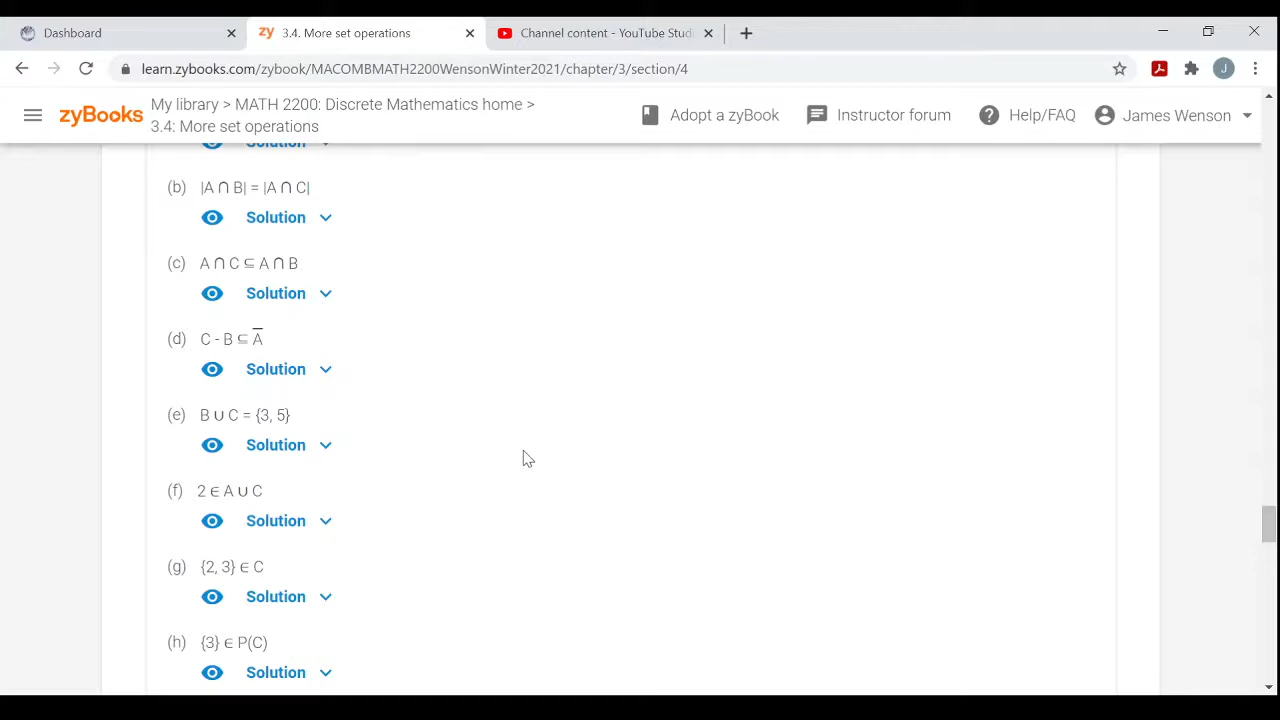 Dashboard
zy 3.4. More set operations
Channel content - YouTube Studi
learn.zybooks.com/zybook/MACOMBMATH2200WensonWinter2021/chapter/3/section/4
J
zyBooks
My library > MATH 2200: Discrete Mathematics home >
3.4: More set operations
Adopt a zyBook
Instructor forum
Help/FAQ
James Wenson
Solution
(b) |A ∩ B| = |A ∩ C|
Solution
(c) A ∩ C ⊆ A ∩ B
Solution
(d) C - B ⊆ A̅
Solution
(e) B ∪ C = {3, 5}
Solution
(f) 2 ∈ A ∪ C
Solution
(g) {2, 3} ∈ C
Solution
(h) {3} ∈ P(C)
Solution